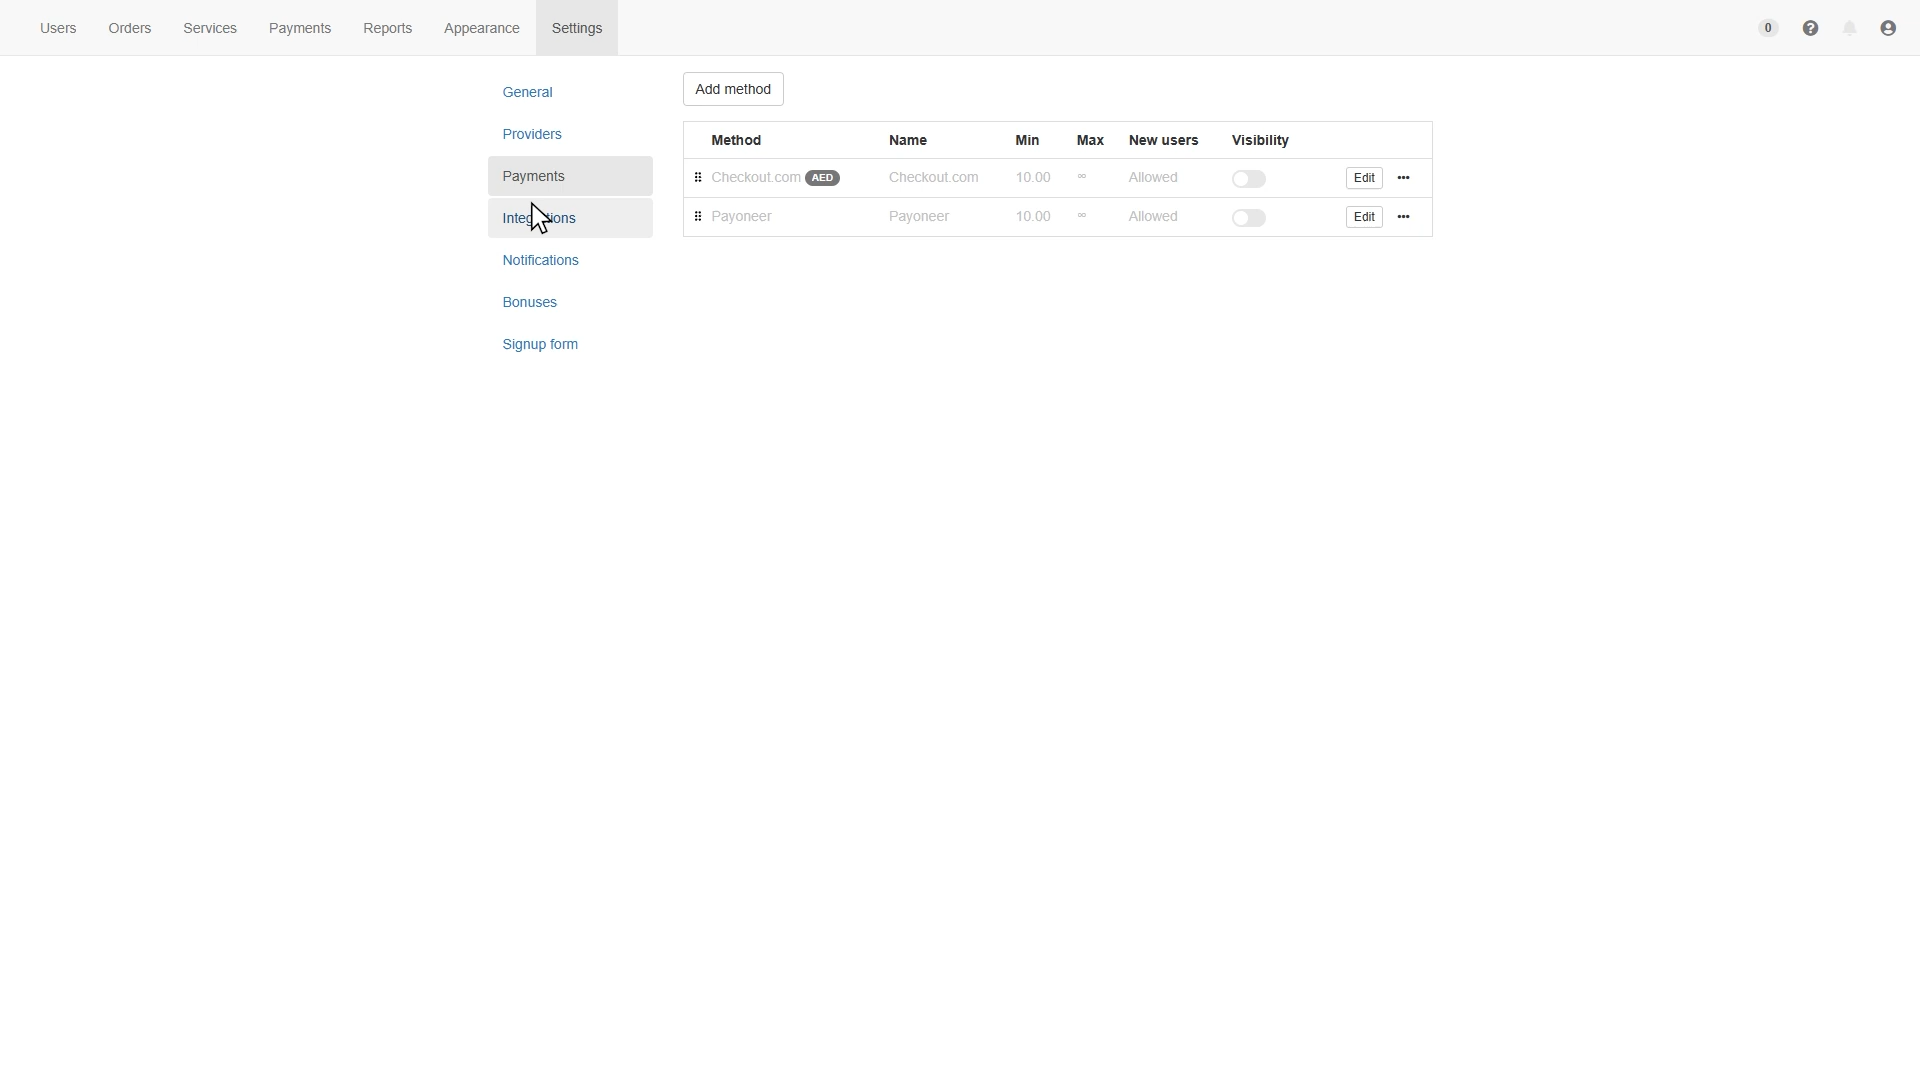 Users Orders Services Payments Reports Appearance Settings 0
General
Providers
Payments
Notifications
Bonuses
Signup form
Add method
Method Name Min Max New users Visibility
Checkout.com AED Checkout.com 10.00 ∞ Allowed Edit •••
Payoneer Payoneer 10.00 ∞ Allowed Edit •••